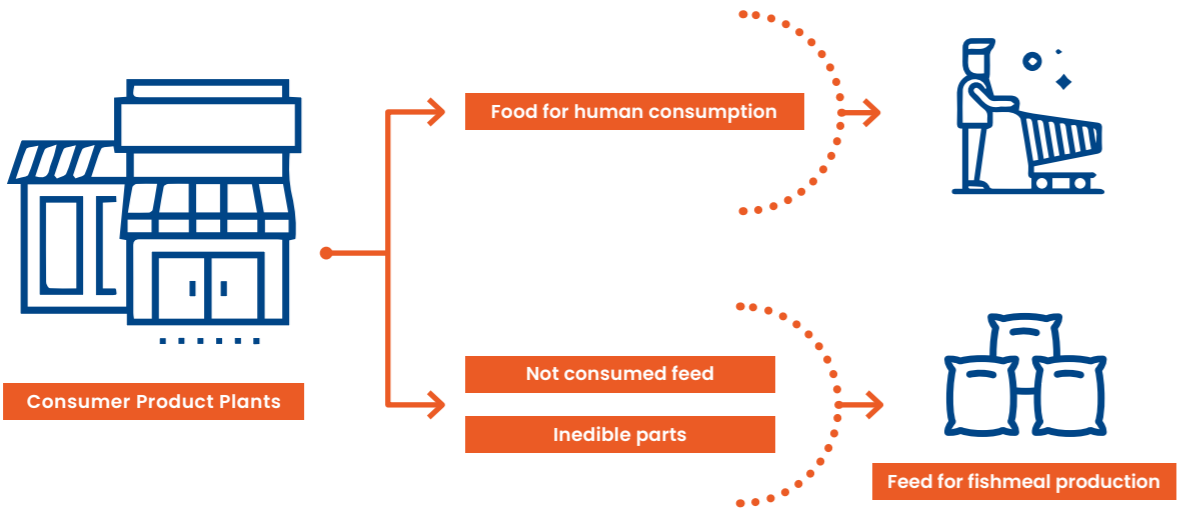 Food for human consumption
Consumer Product Plants
Not consumed feed
Inedible parts
Feed for fishmeal production